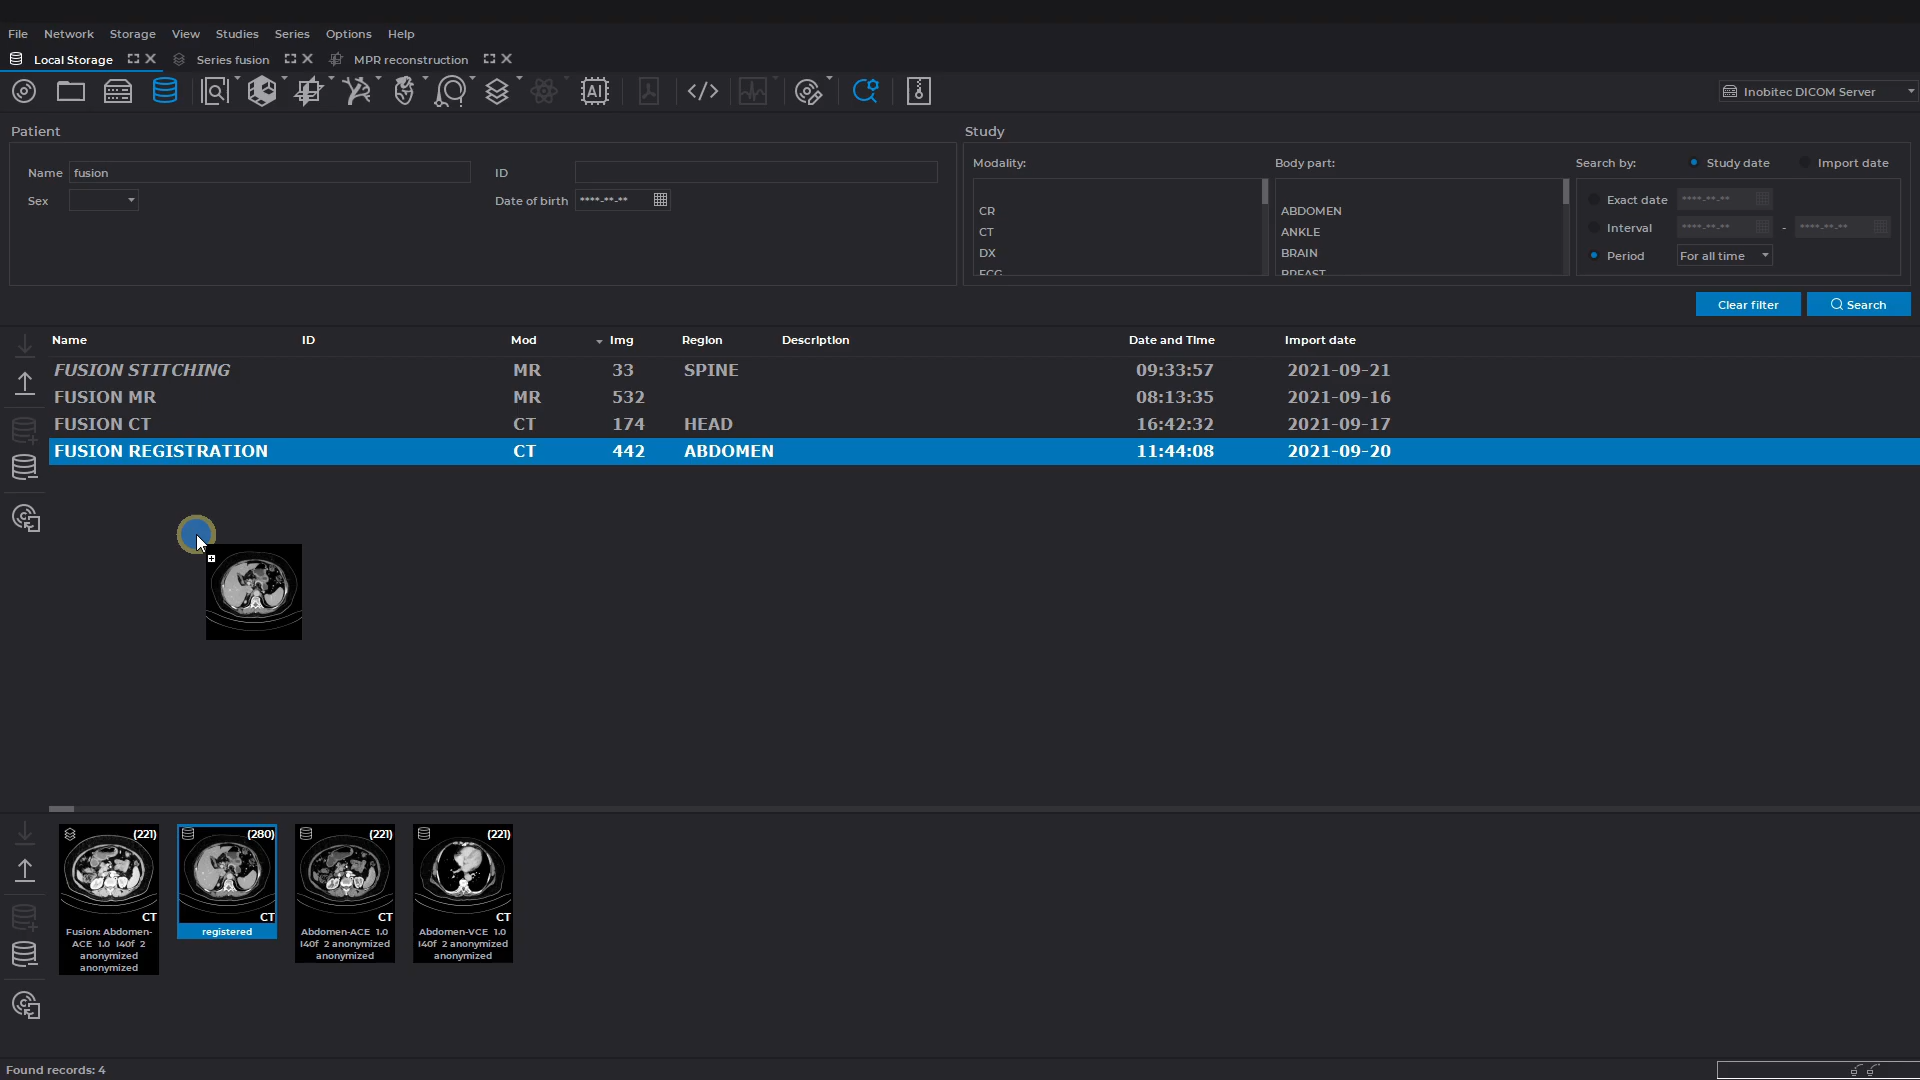 File Network Storage View Studies Series Options Help
Local Storage Series fusion MPR reconstruction
AI
Inobitec DICOM Server
Patient
Name fusion ID
Sex Date of birth ****-**-**
Study
Modality: Body part: Search by: Study date Import date
CR ABDOMEN Exact date ****-**-**
CT ANKLE Interval ****-**-** - ****-**-**
DX BRAIN Period For all time
ECG BREAST
Clear filter Search
Name ID Mod Img Region Description Date and Time Import date
FUSION STITCHING MR 33 SPINE 09:33:57 2021-09-21
FUSION MR MR 532 08:13:35 2021-09-16
FUSION CT CT 174 HEAD 16:42:32 2021-09-17
FUSION REGISTRATION CT 442 ABDOMEN 11:44:08 2021-09-20
(221) (280) (221) (221)
CT CT CT CT
Fusion: Abdomen-
ACE 1.0 I40f 2
anonymized
anonymized
registered
Abdomen-ACE 1.0
I40f 2 anonymized
anonymized
Abdomen-VCE 1.0
I40f 2 anonymized
anonymized
Found records: 4